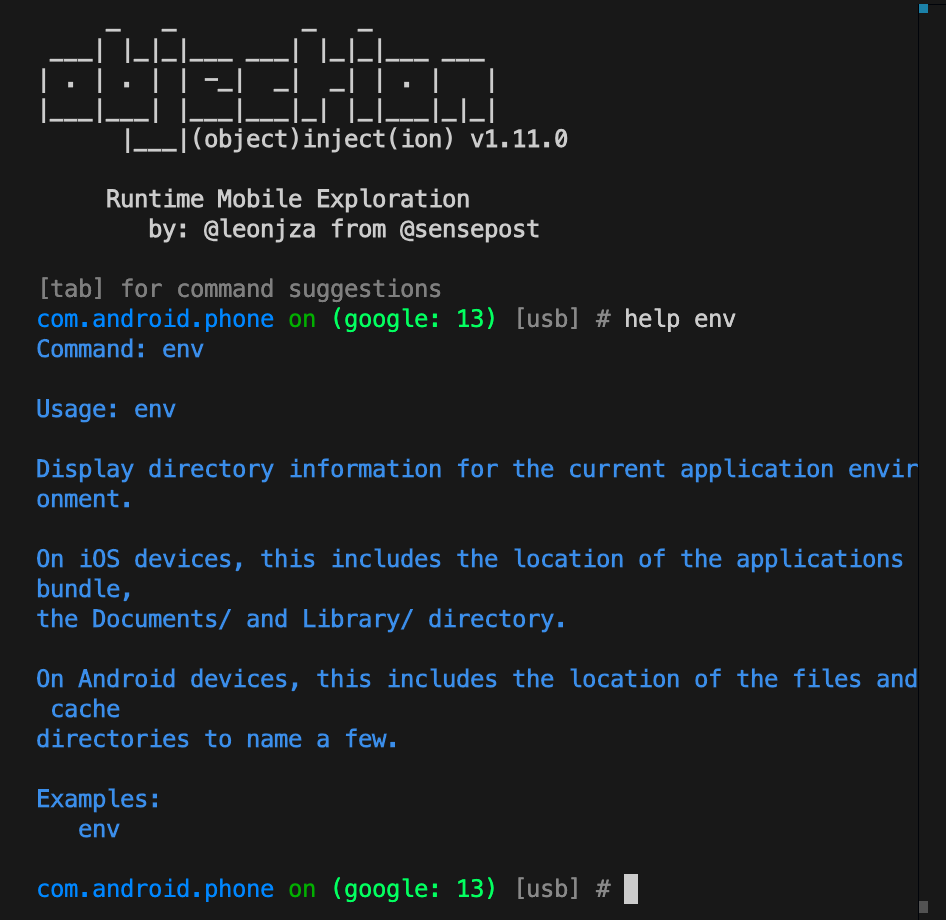 (object)inject(ion) v1.11.0
Runtime Mobile Exploration
by: @leonjza from @sensepost
[tab] for command suggestions
com.android.phone on (google: 13) [usb] # help env
Command: env
Usage: env
Display directory information for the current application envir
onment.
On iOS devices, this includes the location of the applications
bundle,
the Documents/ and Library/ directory.
On Android devices, this includes the location of the files and
cache
directories to name a few.
Examples:
env
com.android.phone on (google: 13) [usb] #